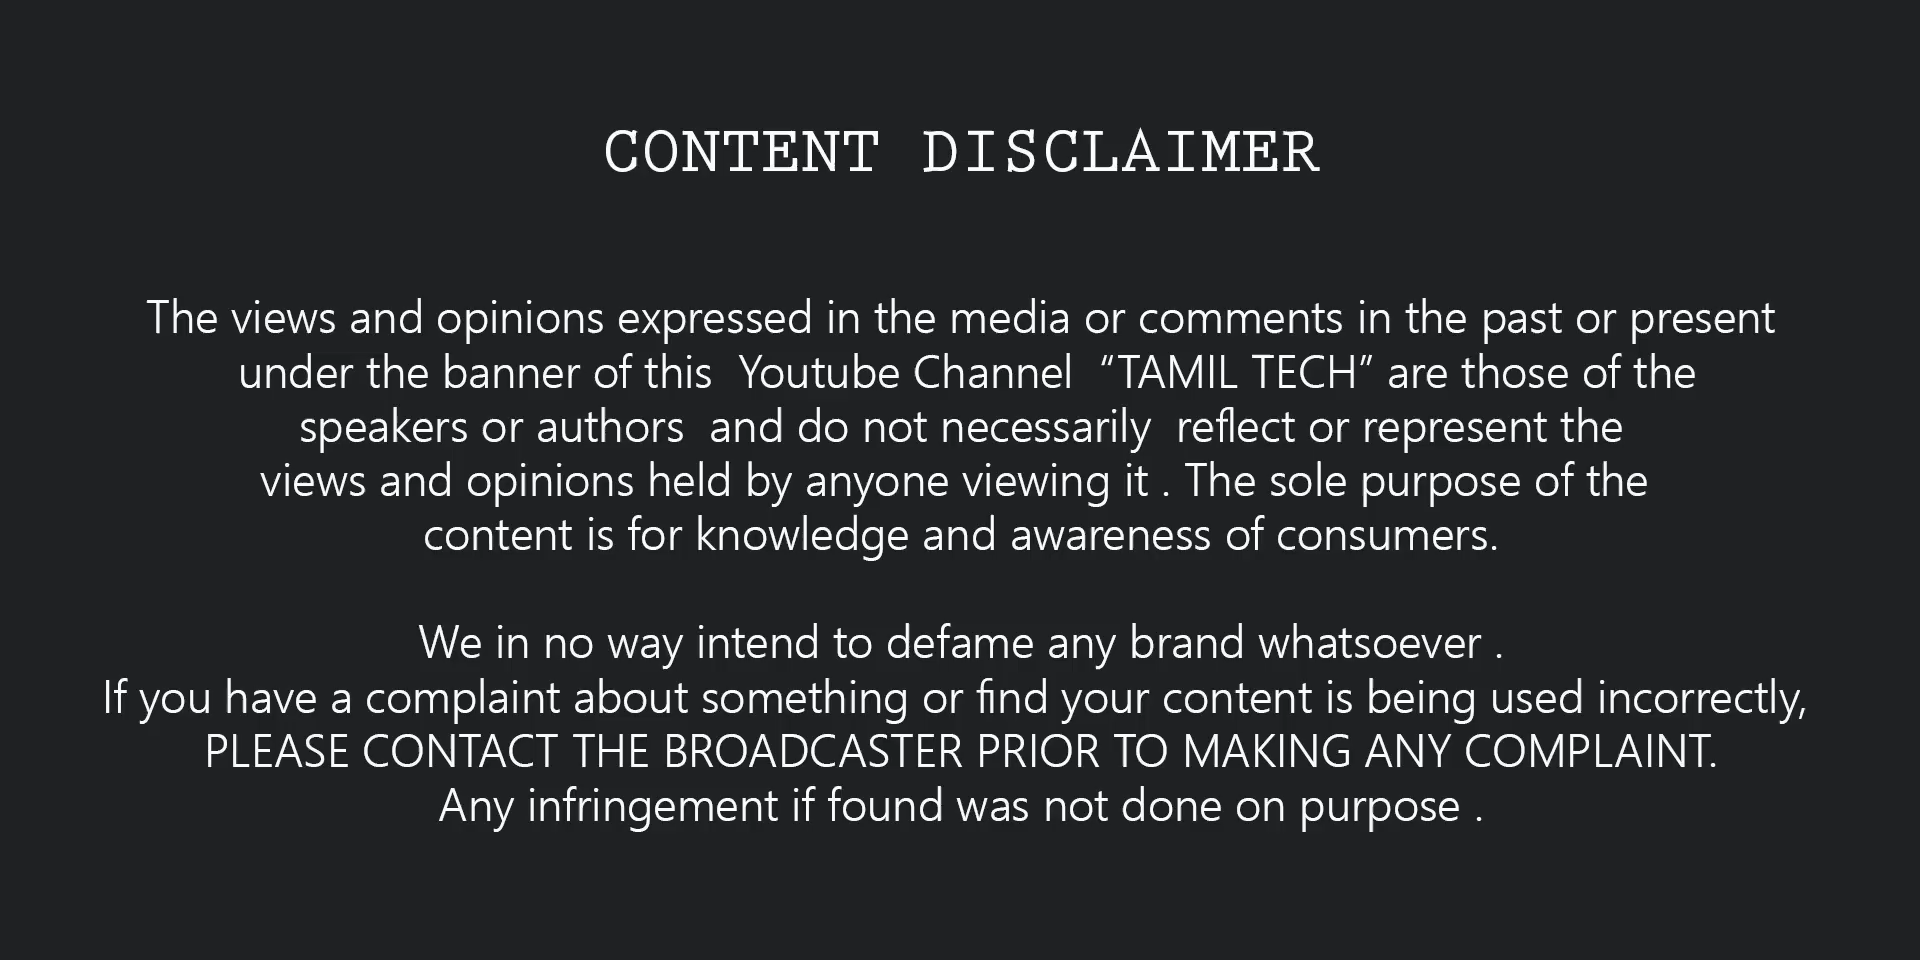 CONTENT DISCLAIMER
The views and opinions expressed in the media or comments in the past or present
under the banner of this  Youtube Channel  “TAMIL TECH” are those of the
speakers or authors  and do not necessarily  reflect or represent the
views and opinions held by anyone viewing it . The sole purpose of the
content is for knowledge and awareness of consumers.
We in no way intend to defame any brand whatsoever .
If you have a complaint about something or find your content is being used incorrectly,
PLEASE CONTACT THE BROADCASTER PRIOR TO MAKING ANY COMPLAINT.
Any infringement if found was not done on purpose .